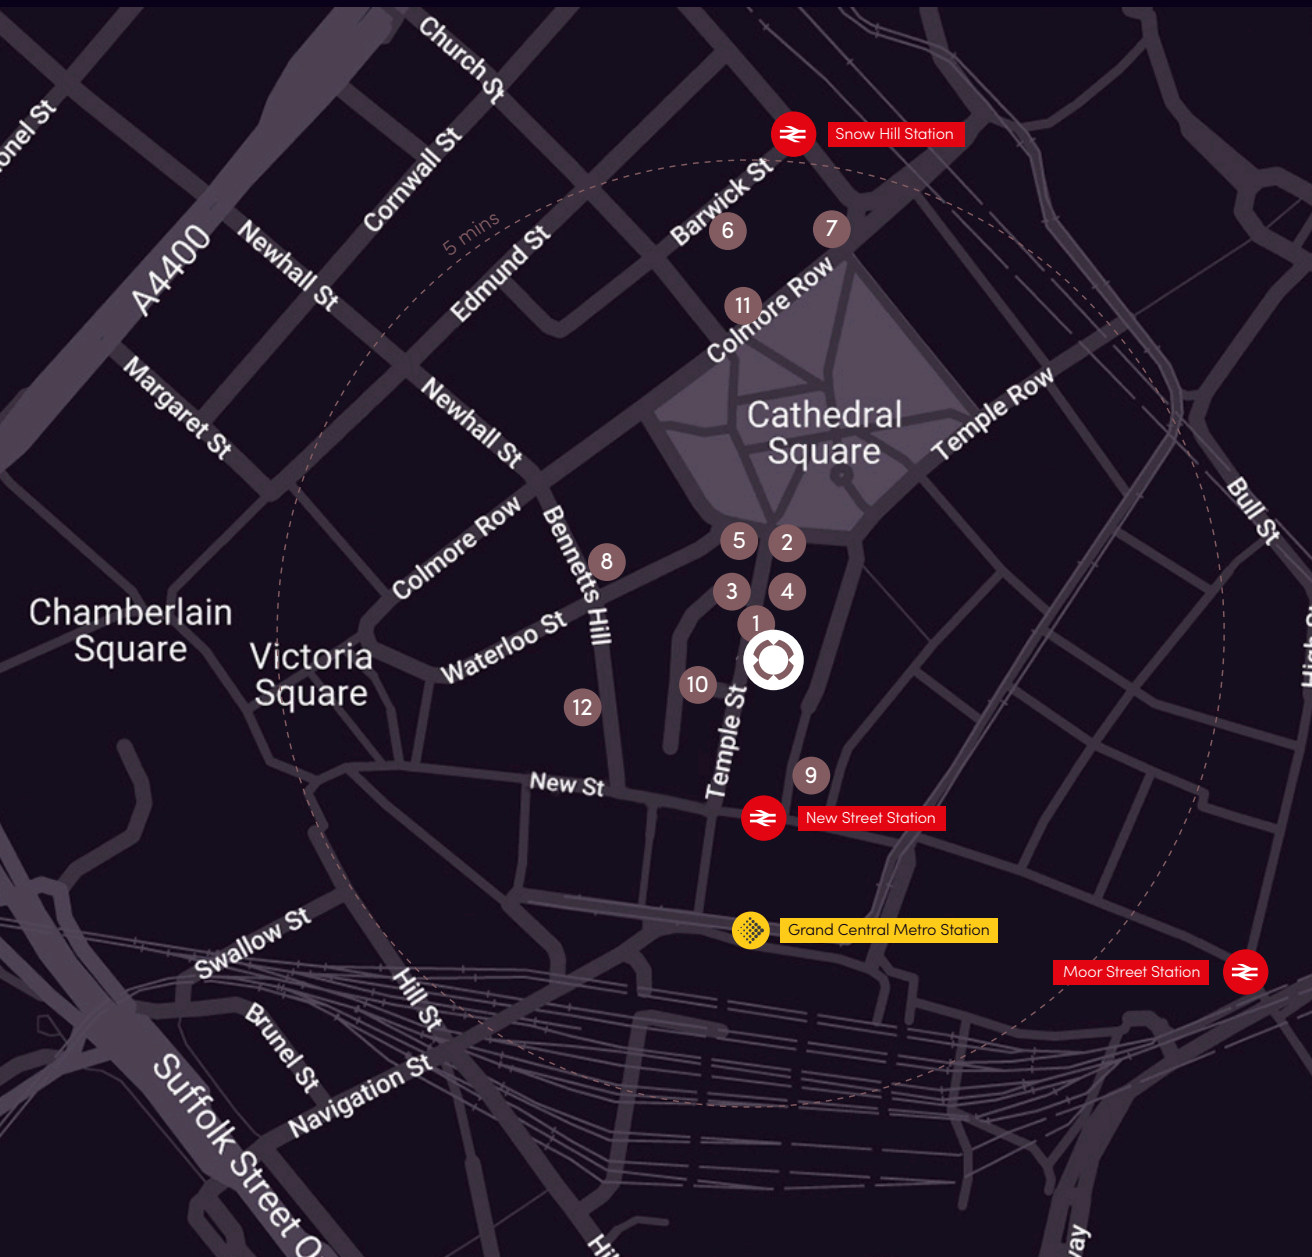 Church St
onel St
Cornwall St
Snow Hill Station
Barwick St
5 mins
6
7
A4400
Newhall St
Edmund St
11
Colmore Row
Margaret St
Newhall St
Cathedral
Square
Temple Row
Bull St
Colmore Row
Bennetts Hill
8
5
2
3
4
1
Chamberlain
Square
Victoria
Square
Waterloo St
10
12
Temple St
9
New St
New Street Station
Grand Central Metro Station
Moor Street Station
Swallow St
Hill St
Brunel St
Navigation St
Suffolk Street Q
way